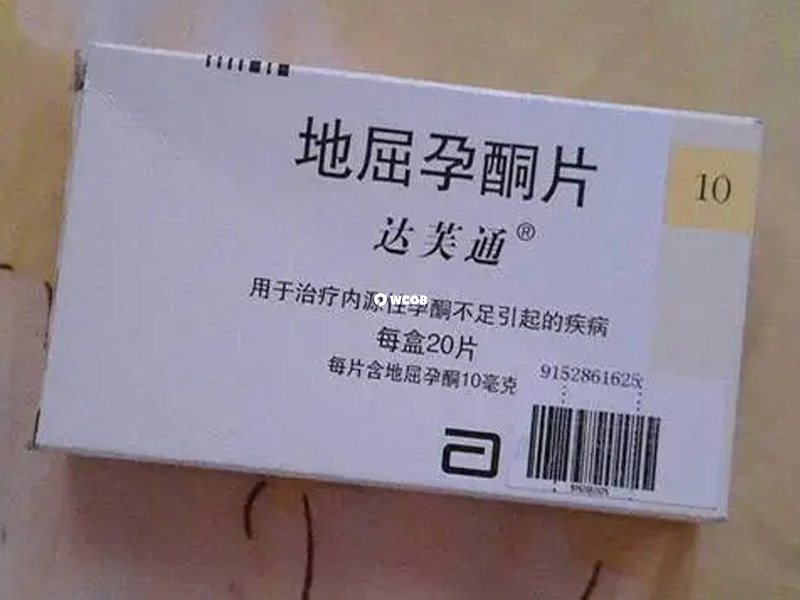 地屈孕酮片
10
达芙通®
用于治疗内源性孕酮不足引起的疾病
WCOB
每盒20片
每片含地屈孕酮10毫克
9152861625